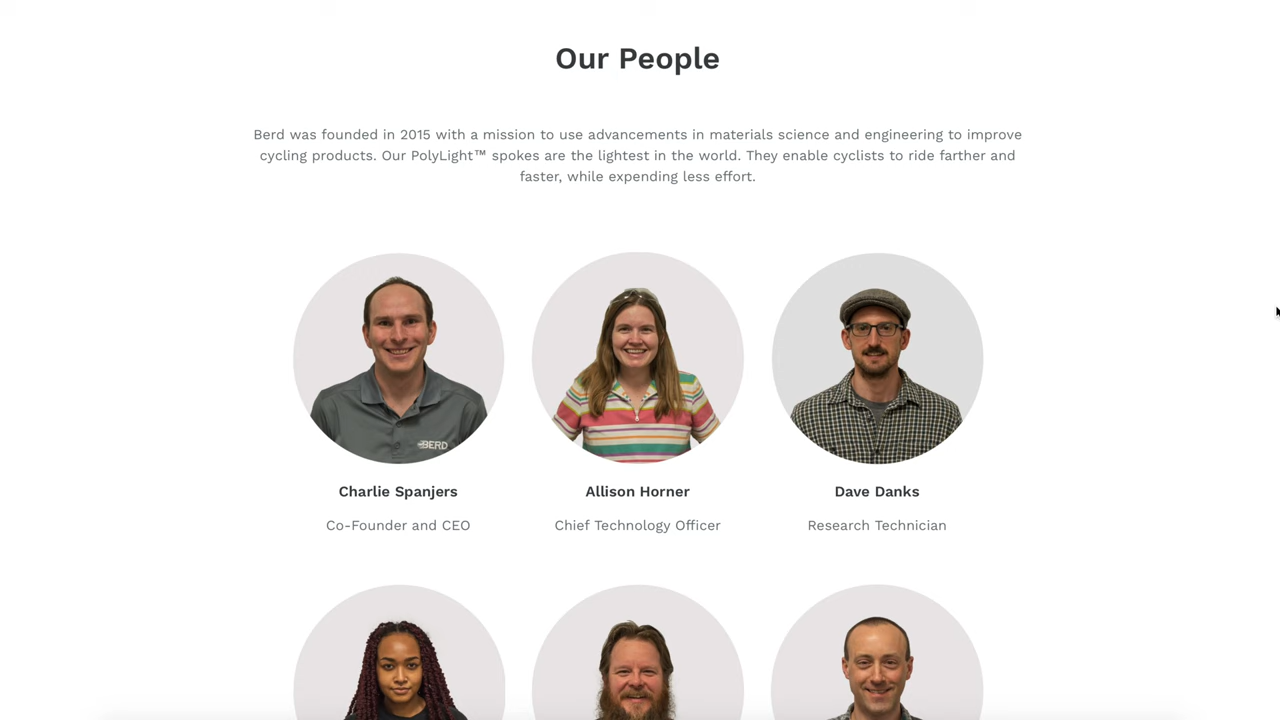 Our People
Berd was founded in 2015 with a mission to use advancements in materials science and engineering to improve
cycling products. Our PolyLight™ spokes are the lightest in the world. They enable cyclists to ride farther and
faster, while expending less effort.
BERD
Charlie Spanjers
Allison Horner
Dave Danks
Co-Founder and CEO
Chief Technology Officer
Research Technician